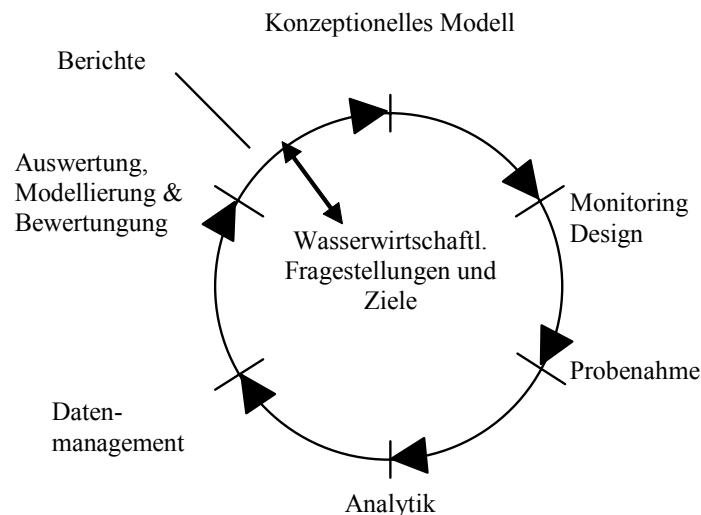 Konzeptionelles Modell
Berichte
Auswertung,
Modellierung &
Bewertungung
Wasserwirtschaftl.
Fragestellungen und
Ziele
Monitoring
Design
Probenahme
Daten-
management
Analytik